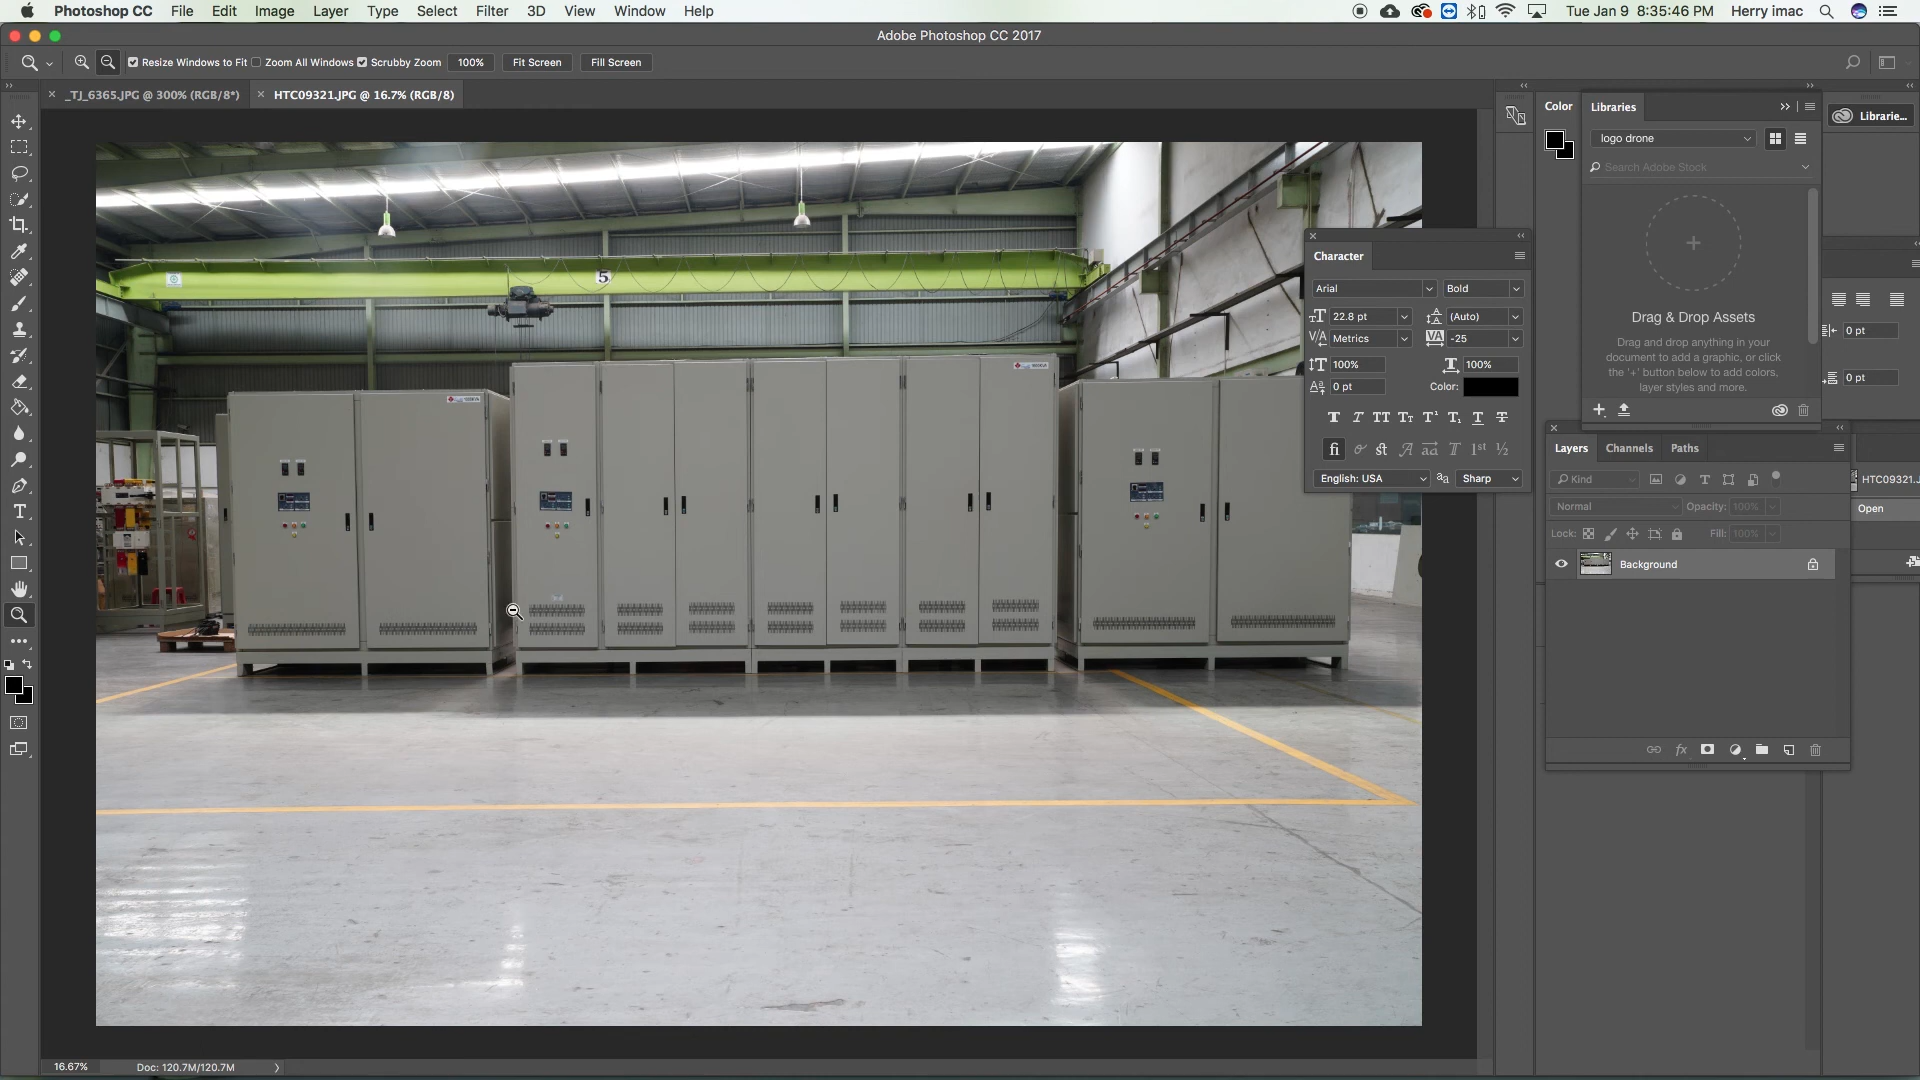 Photoshop CC File Edit Image Layer Type Select Filter 3D View Window Help Tue Jan 9 8:35:46 PM Herry imac
Adobe Photoshop CC 2017
Resize Windows to Fit Zoom All Windows Scrubby Zoom 100% Fit Screen Fill Screen
_TJ_6365.JPG @ 300% (RGB/8*) HTC09321.JPG @ 16.7% (RGB/8)
5
Character
Arial Bold
22.8 pt (Auto)
Metrics -25
100% 100%
0 pt Color:
English: USA Sharp
Color
Libraries
logo drone
Search Adobe Stock
Drag & Drop Assets
Drag and drop anything in your
document to add a graphic, or click
the '+' button below to add colors,
layer styles and more.
Librarie...
0 pt
0 pt
Layers Channels Paths
Kind
Normal Opacity: 100%
Lock: Fill: 100%
Background
HTC09321.J
Open
16.67% Doc: 120.7M/120.7M